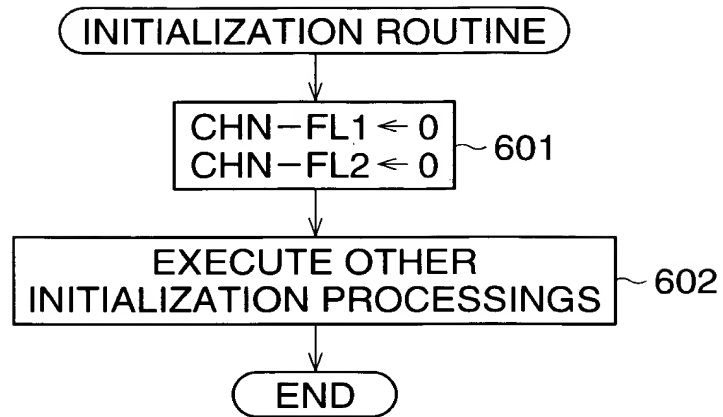 INITIALIZATION ROUTINE
CHN-FL1 ← 0
CHN-FL2 ← 0
601
EXECUTE OTHER
INITIALIZATION PROCESSINGS
602
END